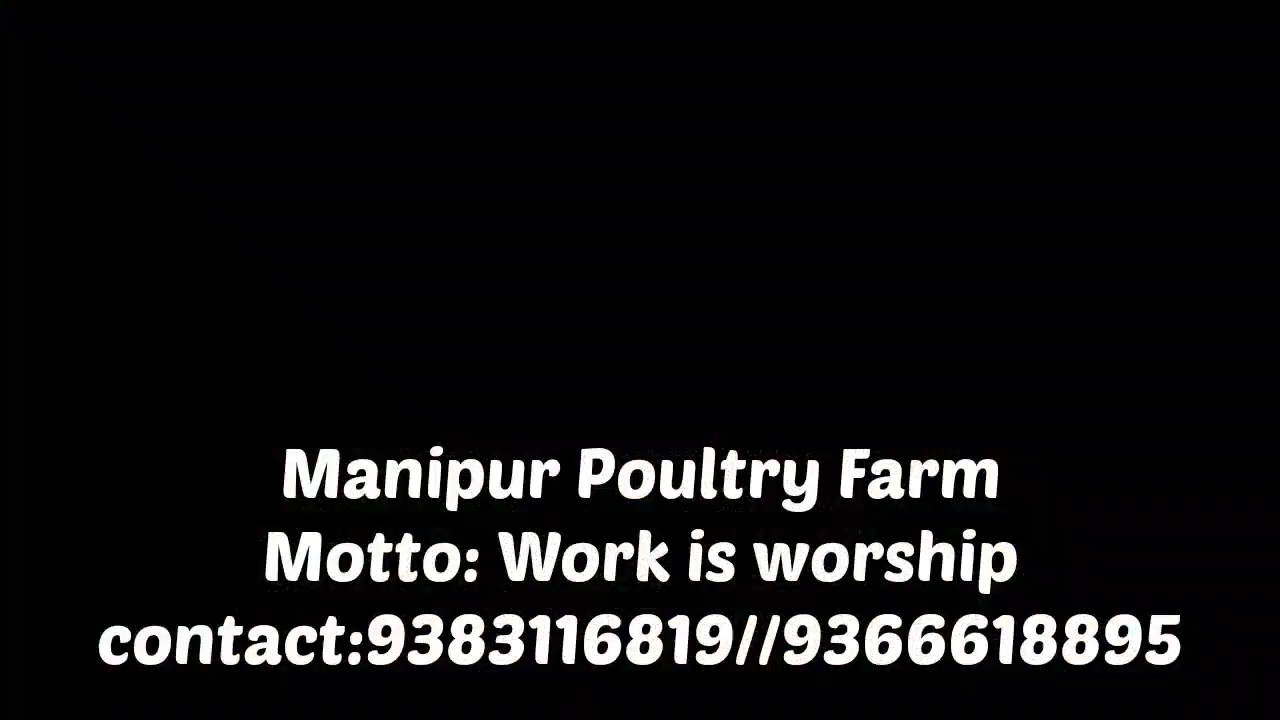 Manipur Poultry Farm
Motto: Work is worship
contact:9383116819//9366618895